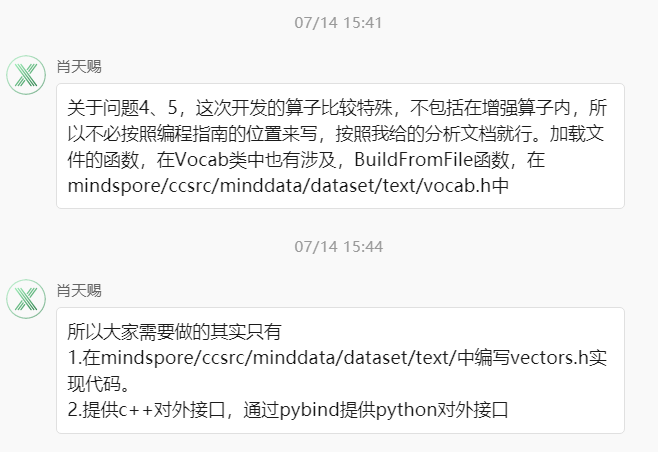 07/14 15:41
肖天赐
关于问题4、5，这次开发的算子比较特殊，不包括在增强算子内，所
以不必按照编程指南的位置来写，按照我给的分析文档就行。加载文
件的函数，在Vocab类中也有涉及，BuildFromFile函数，在
mindspore/ccsrc/minddata/dataset/text/vocab.h中
07/14 15:44
肖天赐
所以大家需要做的其实只有
1.在mindspore/ccsrc/minddata/dataset/text/中编写vectors.h实
现代码。
2.提供c++对外接口，通过pybind提供python对外接口